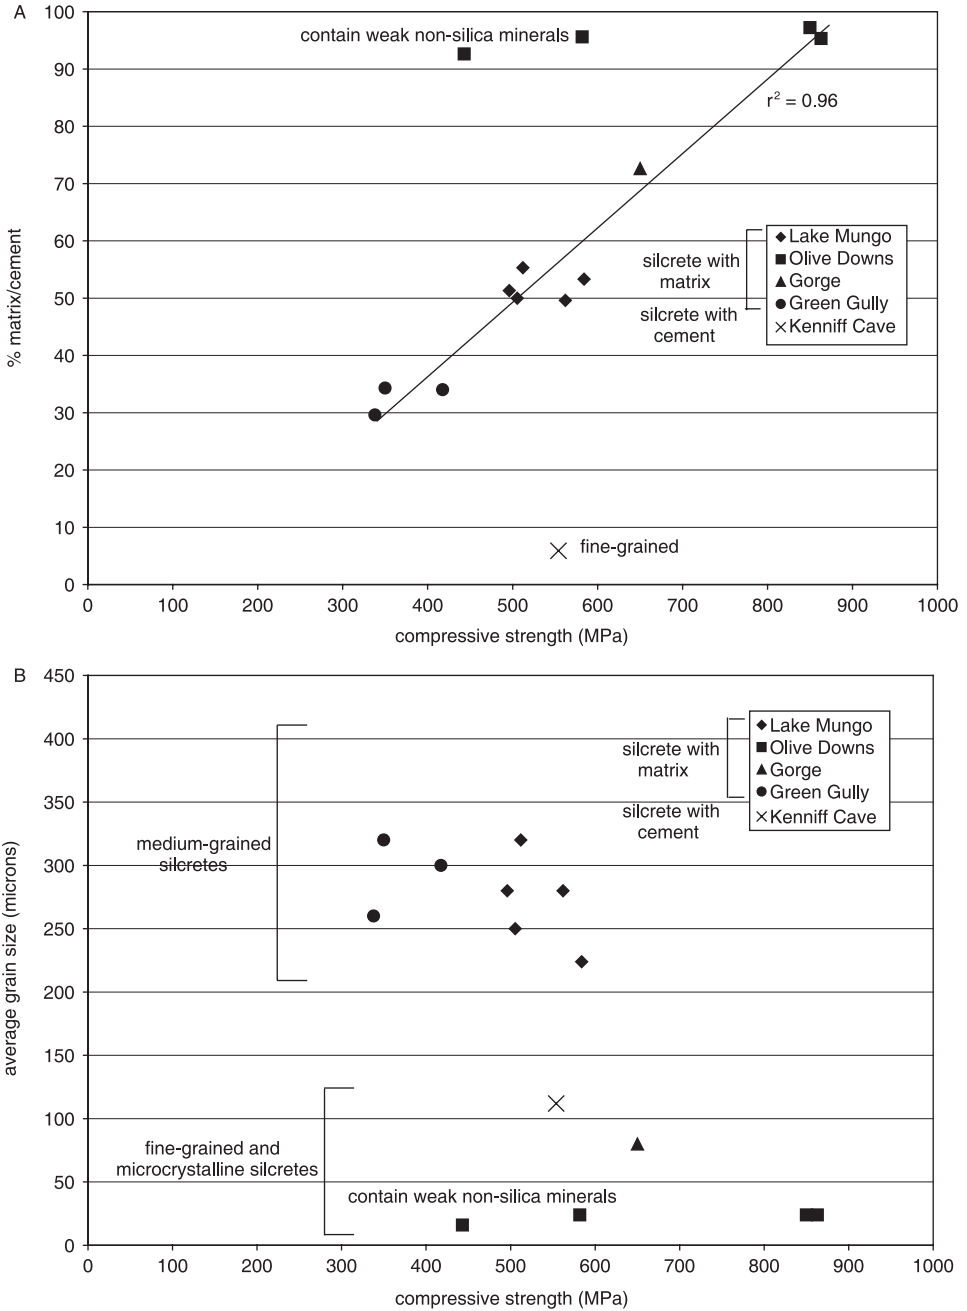 A
100
90
80
70
60
50
40
30
20
10
0
% matrix/cement
contain weak non-silica minerals
r² = 0.96
silcrete with
matrix
silcrete with
cement
Lake Mungo
Olive Downs
Gorge
Green Gully
Kenniff Cave
fine-grained
0 100 200 300 400 500 600 700 800 900 1000
compressive strength (MPa)
B
450
400
350
300
250
200
150
100
50
0
average grain size (microns)
silcrete with
matrix
silcrete with
cement
Lake Mungo
Olive Downs
Gorge
Green Gully
Kenniff Cave
medium-grained
silcretes
fine-grained and
microcrystalline silcretes
contain weak non-silica minerals
0 100 200 300 400 500 600 700 800 900 1000
compressive strength (MPa)